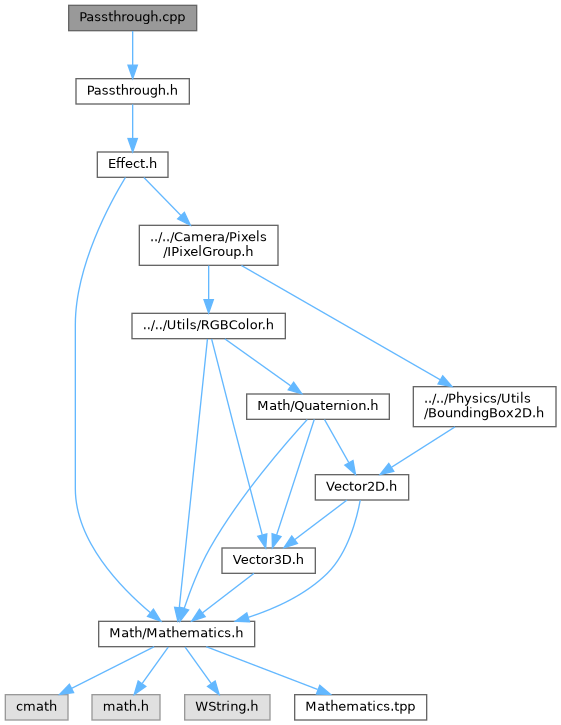 Passthrough.cpp
Passthrough.h
Effect.h
../../Camera/Pixels
/IPixelGroup.h
../../Utils/RGBColor.h
Math/Quaternion.h
../../Physics/Utils
/BoundingBox2D.h
Vector2D.h
Vector3D.h
Math/Mathematics.h
cmath
math.h
WString.h
Mathematics.tpp